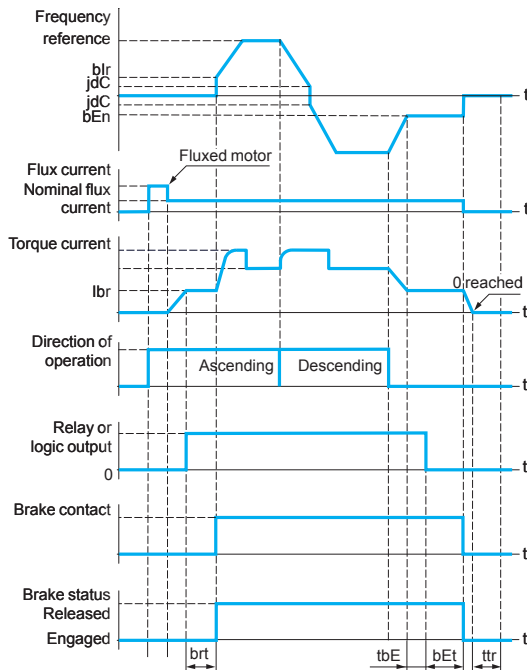 Frequency
reference
bIr
jdC
jdC
bEn
t
Flux current
Fluxed motor
Nominal flux
current
t
Torque current
Ibr
0 reached
t
Direction of
operation
Ascending
Descending
t
Relay or
logic output
0
t
Brake contact
t
Brake status
Released
Engaged
t
brt
tbE
bEt
ttr